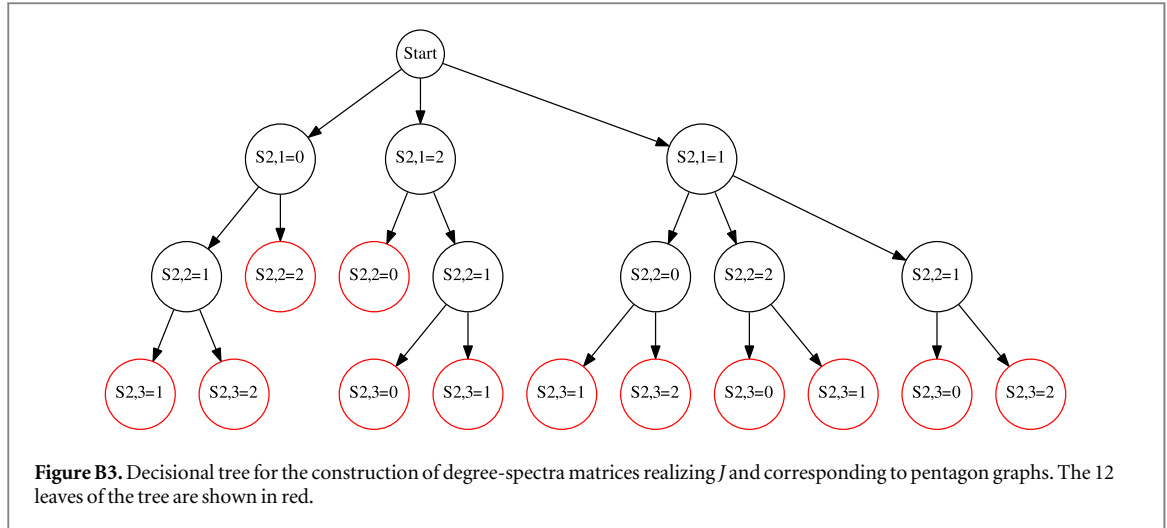 Start
S2,1=0
S2,1=2
S2,1=1
S2,2=1
S2,2=2
S2,2=0
S2,2=1
S2,2=0
S2,2=2
S2,2=1
S2,3=1
S2,3=2
S2,3=0
S2,3=1
S2,3=1
S2,3=2
S2,3=0
S2,3=1
S2,3=0
S2,3=2
Figure B3. Decisional tree for the construction of degree-spectra matrices realizing J and corresponding to pentagon graphs. The 12
leaves of the tree are shown in red.